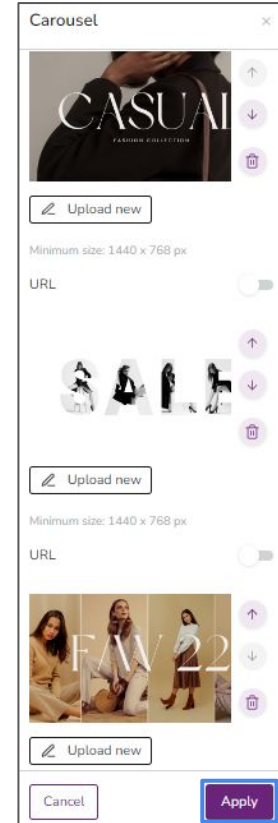 Carousel
CASUAL
FASHION COLLECTION
Upload new
Minimum size: 1440 x 768 px
URL
SALE
Upload new
Minimum size: 1440 x 768 px
URL
F/W 22
Upload new
Cancel
Apply